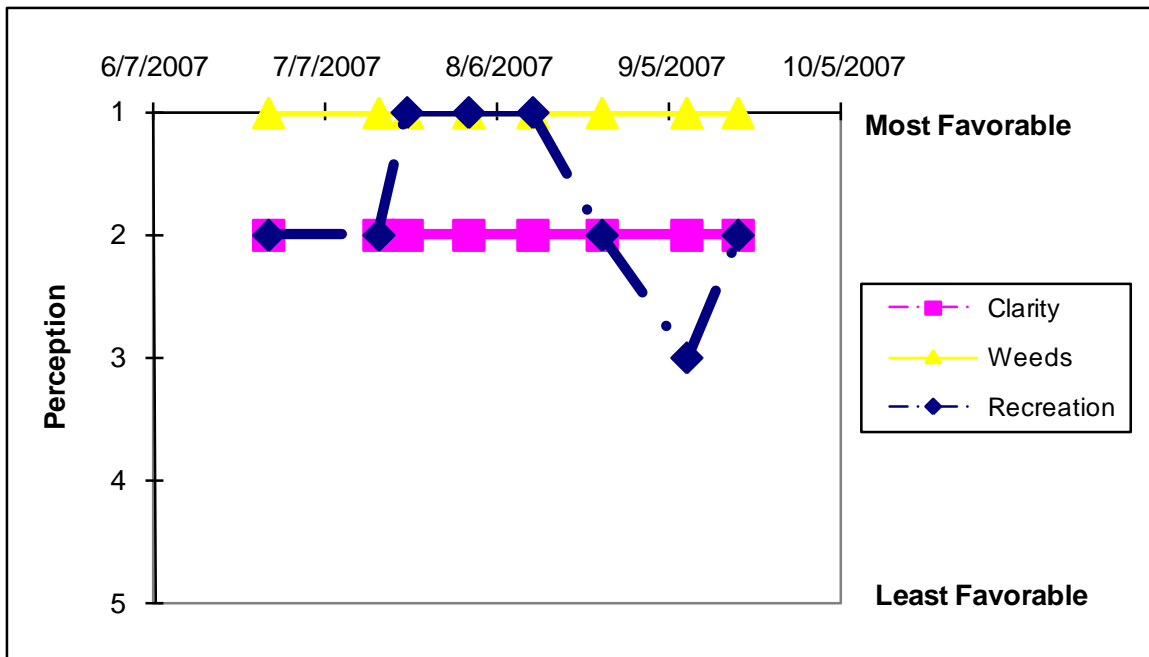 6/7/2007 7/7/2007 8/6/2007 9/5/2007 10/5/2007
1
Most Favorable
2
3
4
5
Perception
Clarity
Weeds
Recreation
Least Favorable